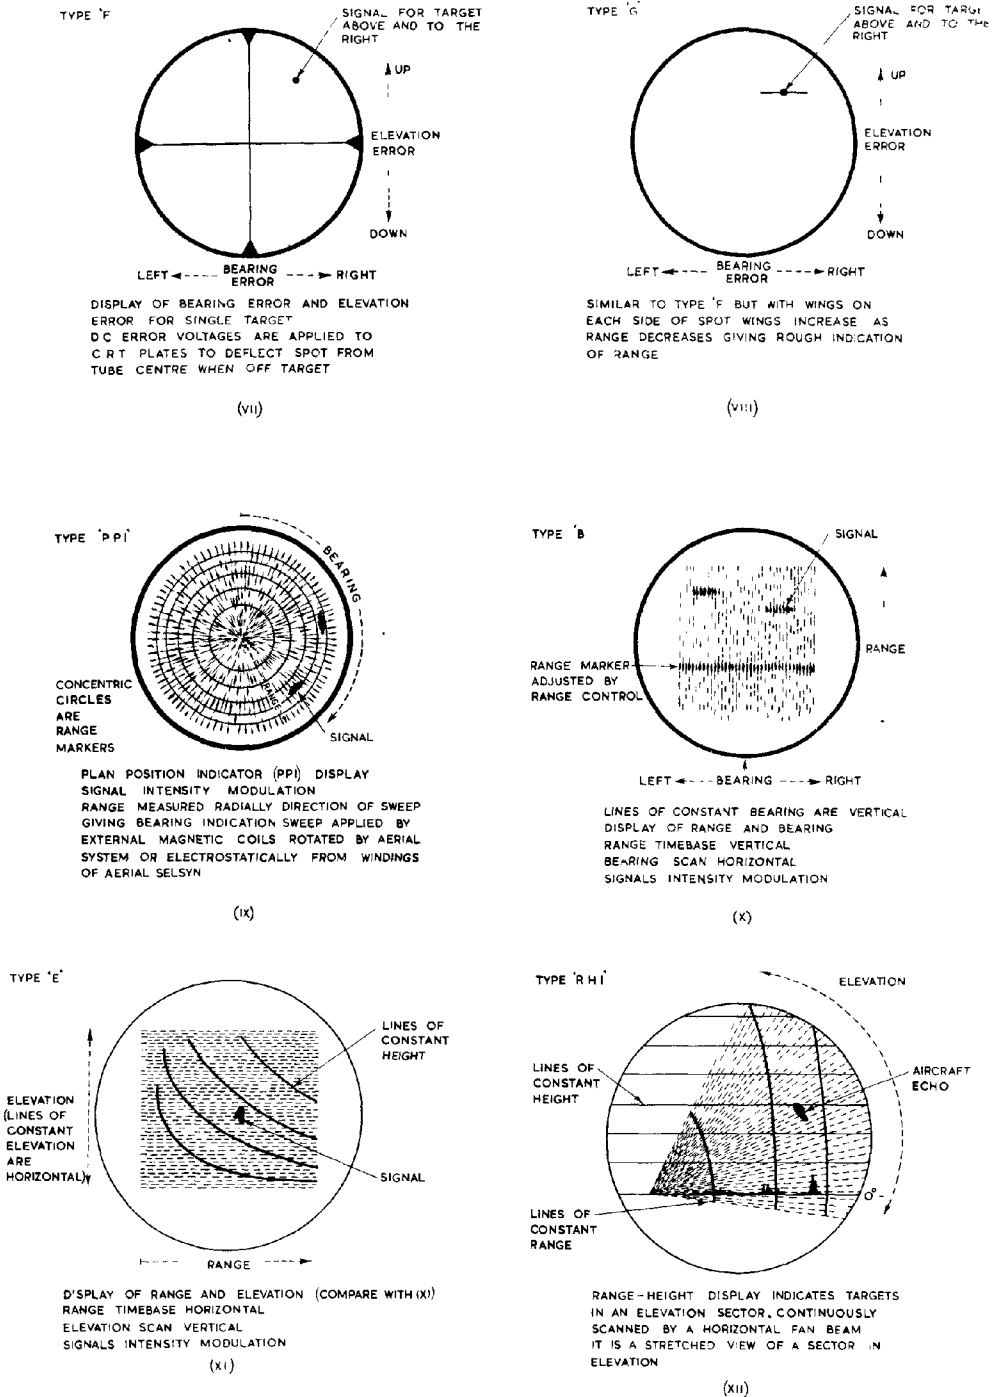 TYPE 'F'
SIGNAL FOR TARGET
ABOVE AND TO THE
RIGHT
UP
ELEVATION
ERROR
DOWN
LEFT BEARING RIGHT
ERROR
DISPLAY OF BEARING ERROR AND ELEVATION
ERROR FOR SINGLE TARGET
D C ERROR VOLTAGES ARE APPLIED TO
C R T PLATES TO DEFLECT SPOT FROM
TUBE CENTRE WHEN OFF TARGET
(VII)
TYPE 'G'
SIGNAL FOR
ABOVE AND TO THE
RIGHT
UP
ELEVATION
ERROR
DOWN
LEFT BEARING RIGHT
ERROR
SIMILAR TO TYPE 'F BUT WITH WINGS ON
EACH SIDE OF SPOT WINGS INCREASE AS
RANGE DECREASES GIVING ROUGH INDICATION
OF RANGE
(VIII)
TYPE 'P P I'
BEARING
RANGE
CONCENTRIC
CIRCLES
ARE
RANGE
MARKERS
SIGNAL
PLAN POSITION INDICATOR (PPI) DISPLAY
SIGNAL INTENSITY MODULATION
RANGE MEASURED RADIALLY DIRECTION OF SWEEP
GIVING BEARING INDICATION SWEEP APPLIED BY
EXTERNAL MAGNETIC COILS ROTATED BY AERIAL
SYSTEM OR ELECTROSTATICALLY FROM WINDINGS
OF AERIAL SELSYN
(IX)
TYPE 'B
SIGNAL
RANGE
RANGE MARKER
ADJUSTED BY
RANGE CONTROL
LEFT BEARING RIGHT
LINES OF CONSTANT BEARING ARE VERTICAL
DISPLAY OF RANGE AND BEARING
RANGE TIMEBASE VERTICAL
BEARING SCAN HORIZONTAL
SIGNALS INTENSITY MODULATION
(X)
TYPE 'E'
LINES OF
CONSTANT
HEIGHT
ELEVATION
(LINES OF
CONSTANT
ELEVATION
ARE
HORIZONTAL)
SIGNAL
RANGE
DISPLAY OF RANGE AND ELEVATION (COMPARE WITH (X))
RANGE TIMEBASE HORIZONTAL
ELEVATION SCAN VERTICAL
SIGNALS INTENSITY MODULATION
(XI)
TYPE 'R H I'
ELEVATION
LINES OF
CONSTANT
HEIGHT
AIRCRAFT
ECHO
0°
LINES OF
CONSTANT
RANGE
RANGE-HEIGHT DISPLAY INDICATES TARGETS
IN AN ELEVATION SECTOR, CONTINUOUSLY
SCANNED BY A HORIZONTAL FAN BEAM
IT IS A STRETCHED VIEW OF A SECTOR IN
ELEVATION
(XII)